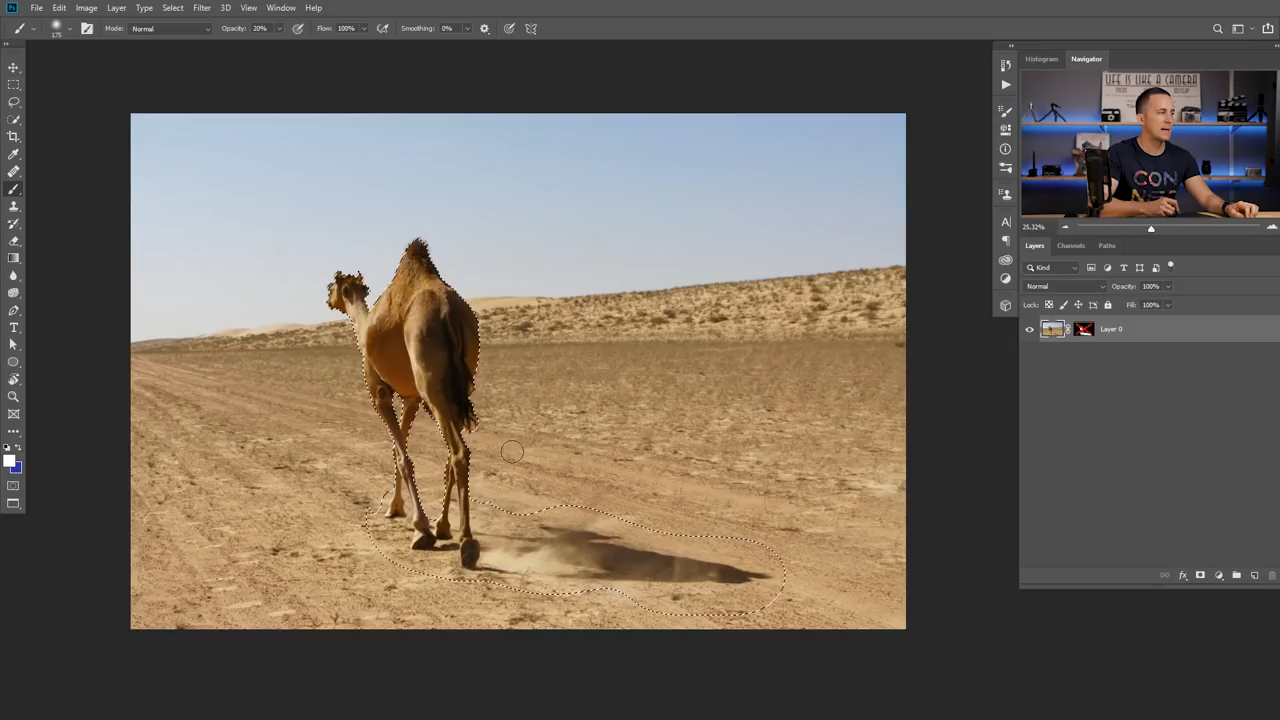 Ps File Edit Image Layer Type Select Filter 3D View Window Help
175 Mode: Normal Opacity: 20% Flow: 100% Smoothing: 0%
Histogram Navigator
LIFE IS LIKE A CAMERA
CON
25.32%
Layers Channels Paths
Kind
Normal Opacity: 100%
Lock: Fill: 100%
Layer 0